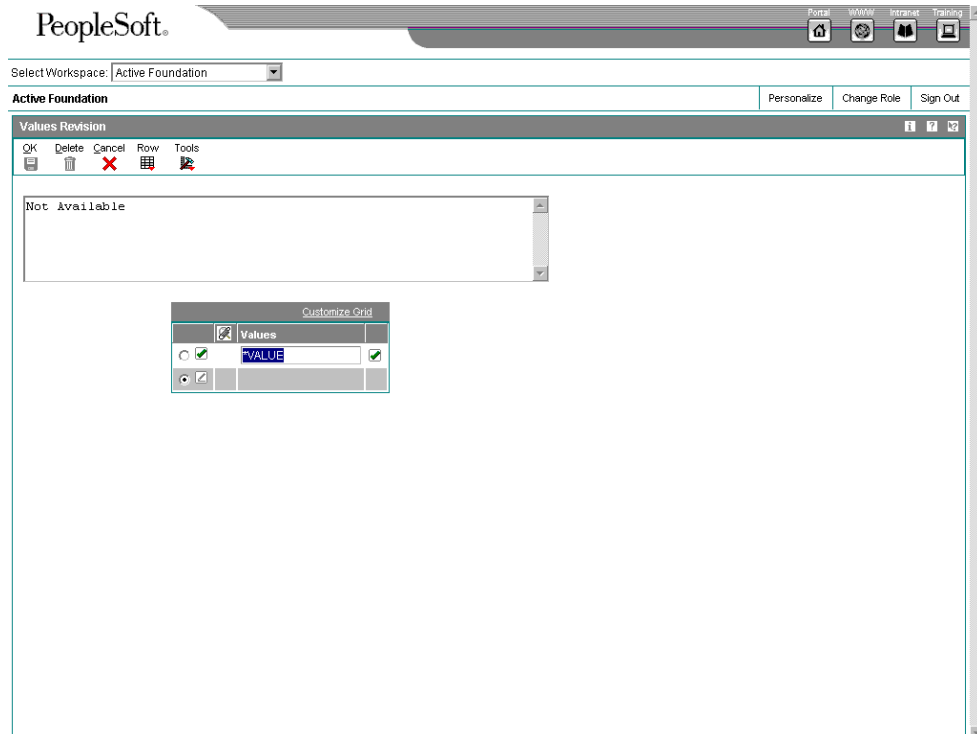 Portal WWW Intranet Training
PeopleSoft®
Select Workspace: Active Foundation
Active Foundation Personalize Change Role Sign Out
Values Revision i ? ?
OK Delete Cancel Row Tools
Not Available
Customize Grid
Values
*VALUE